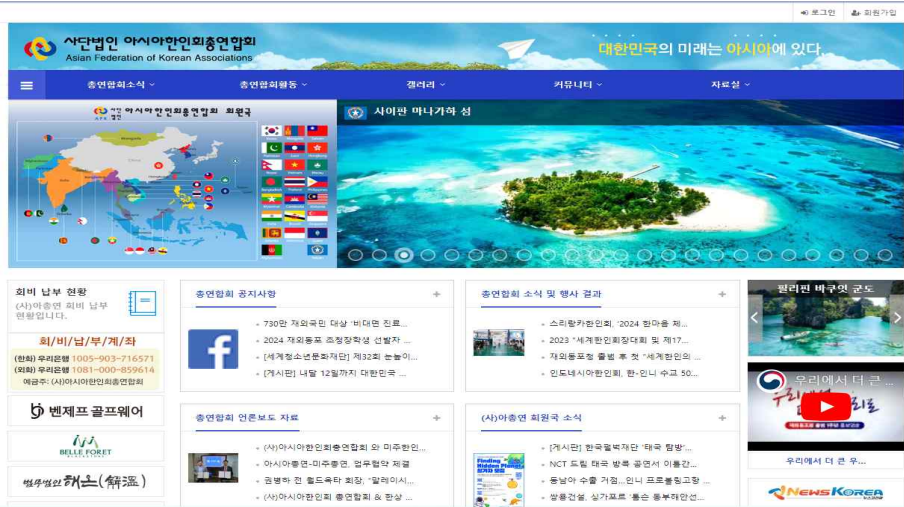 로그인 회원가입
사단법인 아시아한인회총연합회
Asian Federation of Korean Associations
대한민국의 미래는 아시아에 있다.
총연합회소식 총연합회활동 갤러리 커뮤니티 자료실
사단법인 아시아한인회총연합회 회원국
사이판 마나가하 섬
회비 납부 현황
(사)아총연 회비 납부
현황입니다.
회/비/납/부/계/좌
(원화) 우리은행 1005-903-716571
(외화) 우리은행 1081-000-859614
예금주: (사)아시아한인회총연합회
벤제프 골프웨어
BELLE FORET
법무법인 해소(解消)
총연합회 공지사항
730만 재외국민 대상 '비대면 진료...
2024 재외동포 초청장학생 선발자 ...
[세계청소년문화재단] 제32회 눈높이...
[게시판] 내달 12일까지 대한민국 ...
총연합회 소식 및 행사 결과
스리랑카한인회, '2024 한마음 체...
2023 "세계한인회장대회 및 제17...
재외동포청 출범 후 첫 "세계한인의 ...
인도네시아한인회, 한-인니 수교 50...
필리핀 바쿠잇 군도
총연합회 언론보도 자료
(사)아시아한인회총연합회 와 미주한인...
아시아총연-미주총연, 업무협약 체결
권병하 전 월드옥타 회장, "말레이시...
(사)아시아한인회 총연합회 & 한상 ...
(사)아총연 회원국 소식
Finding
Hidden Planet
[게시판] 한국월벅재단 '태국 탐방'...
NCT 드림 태국 방콕 공연서 이틀간...
동남아 수출 거점...인니 프로볼링고항 ...
쌍용건설, 싱가포르 '톨슨 동부해안선...
우리에서 더 큰 ...
우리에서 더 큰 우...
NEWS KOREA